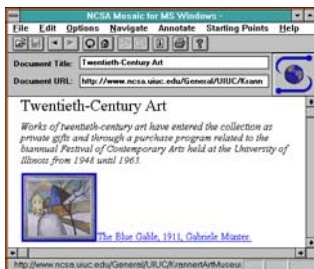 NCSA Mosaic for MS Windows
File Edit Options Navigate Annotate Starting Points Help
Document Title: Twentieth-Century Art
Document URL: http://www.ncsa.uiuc.edu/General/UIUC/Krann
Twentieth-Century Art
Works of twentieth-century art have entered the collection as
private gifts and through a purchase program related to the
biannual Festival of Contemporary Arts held at the University of
Illinois from 1948 until 1963.
The Blue Gable, 1911, Gabriele Munter.
http://www.ncsa.uiuc.edu/General/UIUC/KrannertArtMuseu